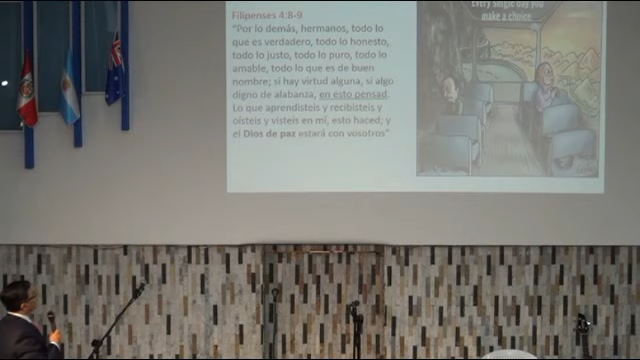 Filipenses 4:8-9
"Por lo demás, hermanos, todo lo
que es verdadero, todo lo honesto,
todo lo justo, todo lo puro, todo lo
amable, todo lo que es de buen
nombre; si hay virtud alguna, si algo
digno de alabanza, en esto pensad.
Lo que aprendisteis y recibisteis y
oísteis y visteis en mí, esto haced; y
el Dios de paz estará con vosotros"
Every single day you
make a choice.